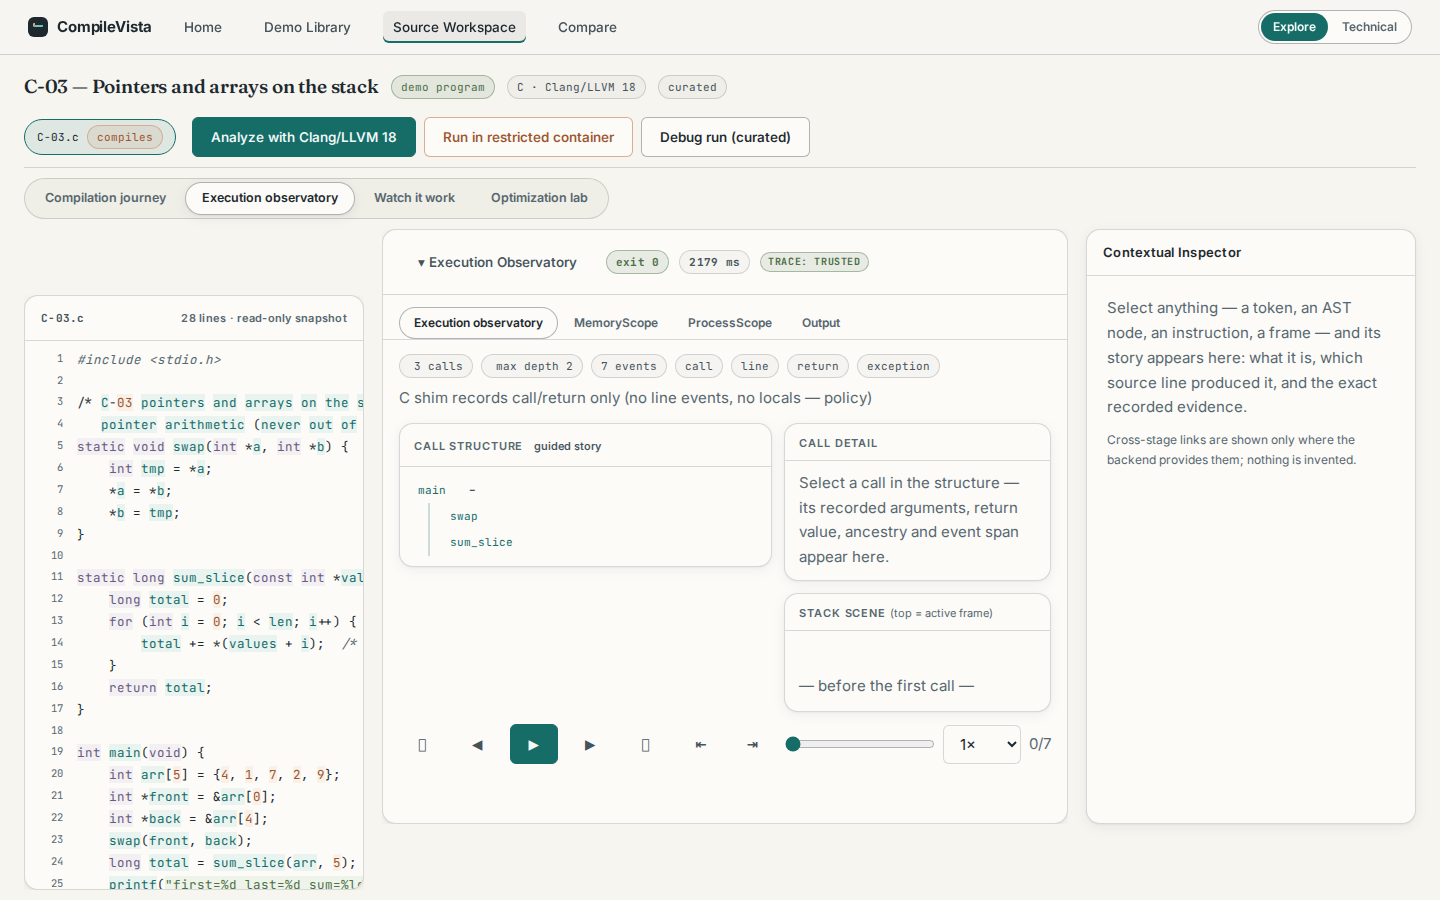 CompileVista Home Demo Library Source Workspace Compare Explore Technical
C-03 — Pointers and arrays on the stack demo program C · Clang/LLVM 18 curated
C-03.c compiles Analyze with Clang/LLVM 18 Run in restricted container Debug run (curated)
Compilation journey Execution observatory Watch it work Optimization lab
C-03.c 28 lines · read-only snapshot
1 #include <stdio.h>
2
3 /* C-03 pointers and arrays on the s
4 pointer arithmetic (never out of
5 static void swap(int *a, int *b) {
6 int tmp = *a;
7 *a = *b;
8 *b = tmp;
9 }
10
11 static long sum_slice(const int *val
12 long total = 0;
13 for (int i = 0; i < len; i++) {
14 total += *(values + i); /*
15 }
16 return total;
17 }
18
19 int main(void) {
20 int arr[5] = {4, 1, 7, 2, 9};
21 int *front = &arr[0];
22 int *back = &arr[4];
23 swap(front, back);
24 long total = sum_slice(arr, 5);
25 printf("first=%d last=%d sum=%l
▾ Execution Observatory exit 0 2179 ms TRACE: TRUSTED
Execution observatory MemoryScope ProcessScope Output
3 calls max depth 2 7 events call line return exception
C shim records call/return only (no line events, no locals — policy)
CALL STRUCTURE guided story
main –
swap
sum_slice
CALL DETAIL
Select a call in the structure —
its recorded arguments, return
value, ancestry and event span
appear here.
STACK SCENE (top = active frame)
— before the first call —
◀ ▶ ▶ ⇤ ⇥ 1× 0/7
Contextual Inspector
Select anything — a token, an AST
node, an instruction, a frame — and its
story appears here: what it is, which
source line produced it, and the exact
recorded evidence.
Cross-stage links are shown only where the
backend provides them; nothing is invented.